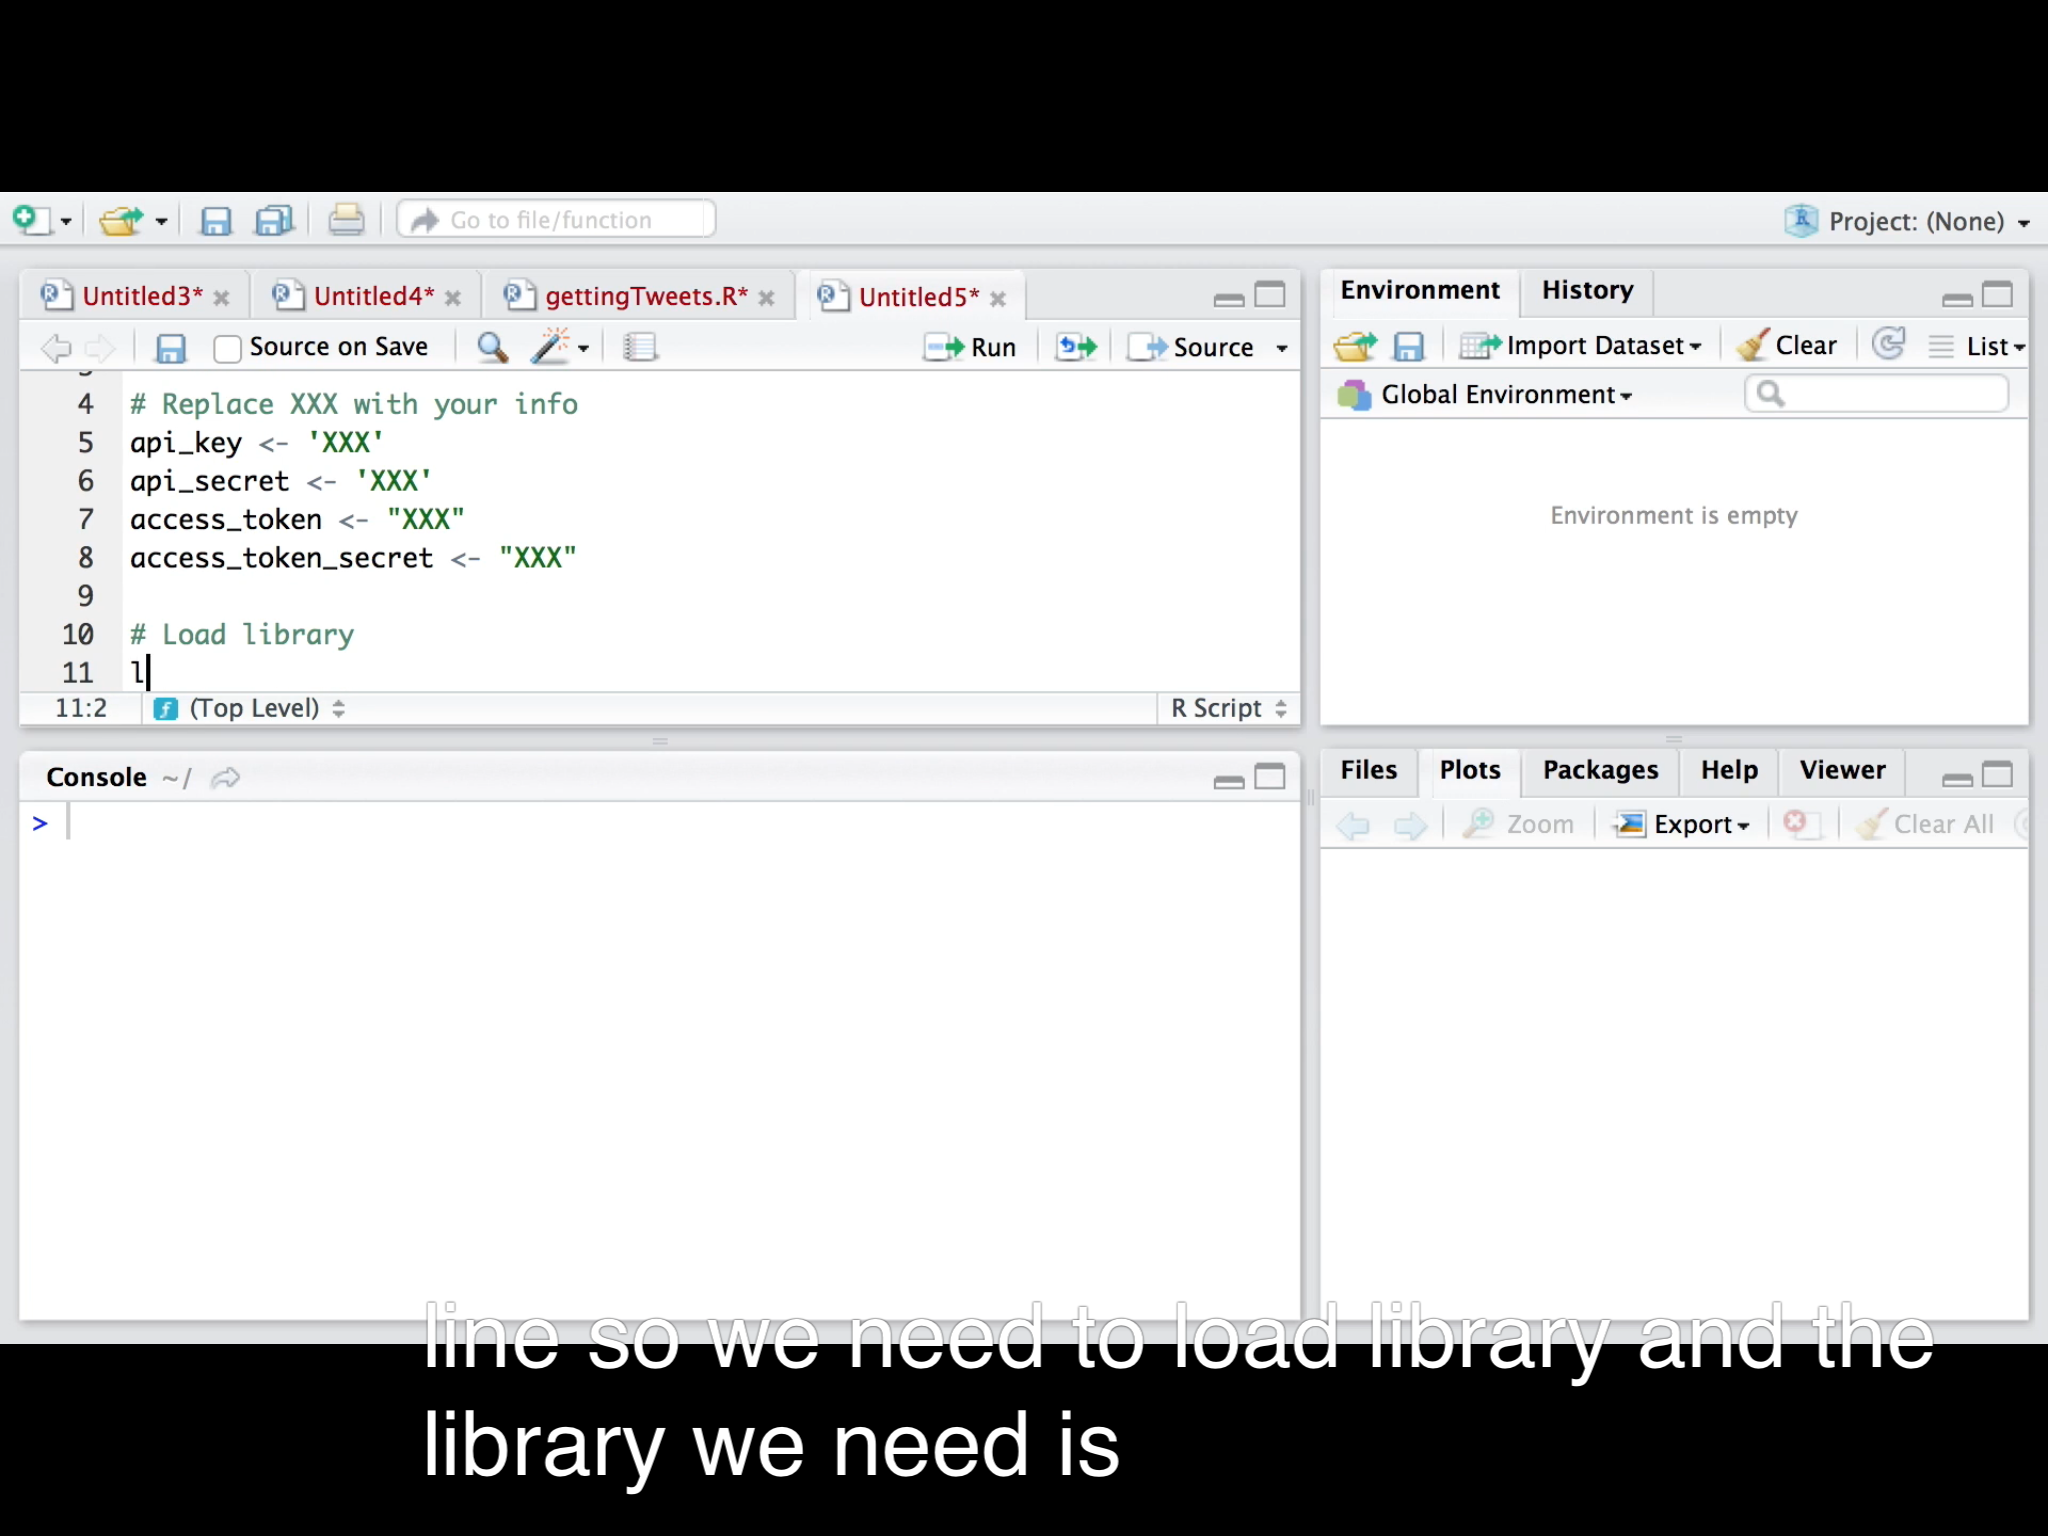 Go to file/function
Project: (None)
Untitled3* Untitled4* gettingTweets.R* Untitled5*
Source on Save Run Source
4 # Replace XXX with your info
5 api_key <- 'XXX'
6 api_secret <- 'XXX'
7 access_token <- "XXX"
8 access_token_secret <- "XXX"
9
10 # Load library
11 l
11:2 (Top Level) R Script
Console ~/
>
Environment History
Import Dataset Clear List
Global Environment
Environment is empty
Files Plots Packages Help Viewer
Zoom Export Clear All
line so we need to load library and the
library we need is